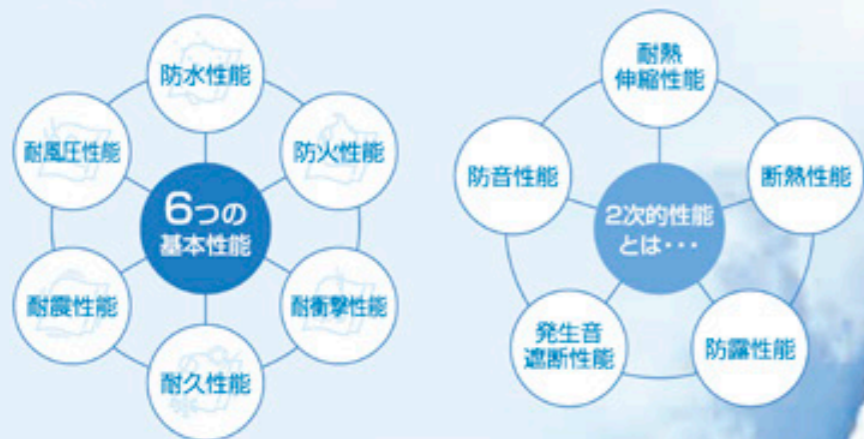 防水性能
防火性能
耐衝撃性能
耐久性能
耐震性能
耐風圧性能
6つの
基本性能
耐熱
伸縮性能
断熱性能
防露性能
発生音
遮断性能
防音性能
2次的性能
とは・・・